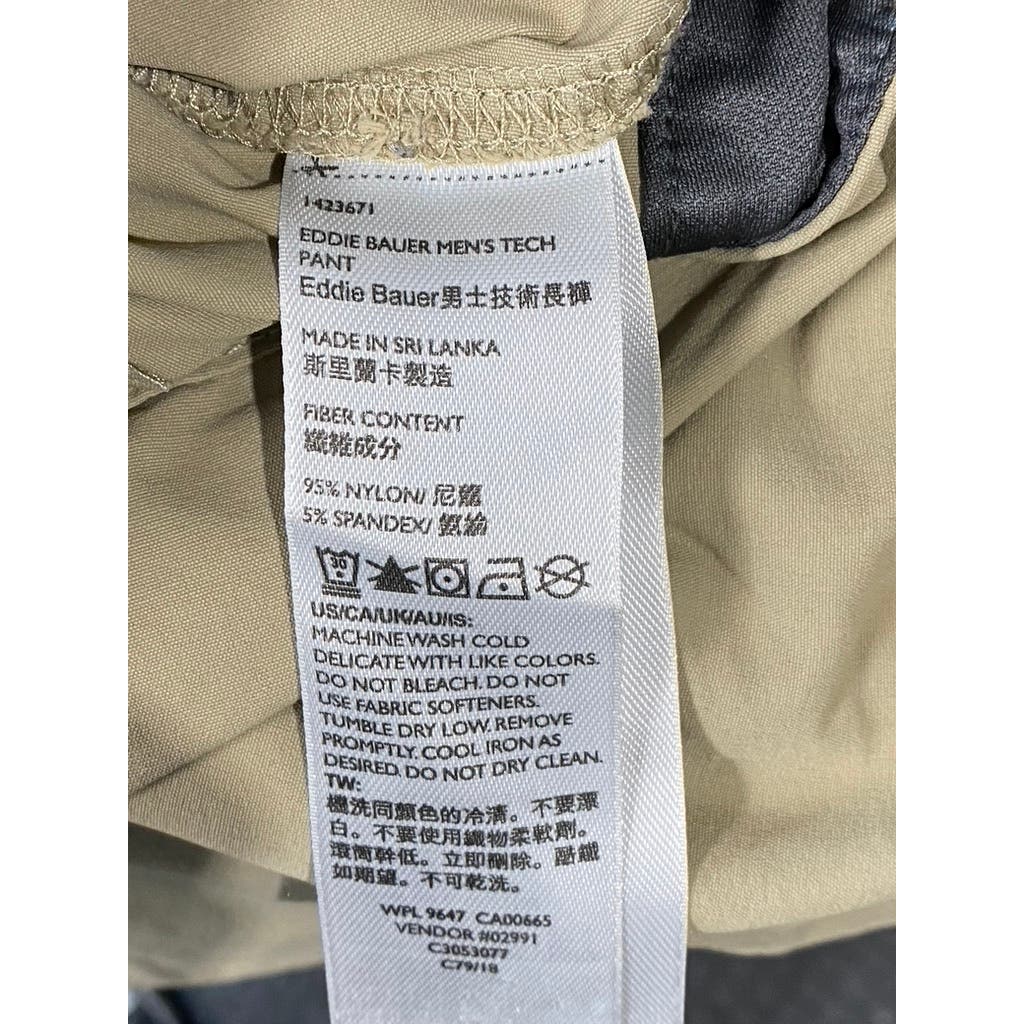 1423671
EDDIE BAUER MEN'S TECH
PANT
Eddie Bauer男士技術長褲
MADE IN SRI LANKA
斯里蘭卡製造
FIBER CONTENT
纖維成分
95% NYLON/ 尼龍
5% SPANDEX/ 氨綸
30
US/CA/UK/AU/IS:
MACHINE WASH COLD
DELICATE WITH LIKE COLORS.
DO NOT BLEACH. DO NOT
USE FABRIC SOFTENERS.
TUMBLE DRY LOW. REMOVE
PROMPTLY. COOL IRON AS
DESIRED. DO NOT DRY CLEAN.
TW:
機洗同顏色的冷清。不要漂
白。不要使用織物柔軟劑。
滾筒幹低。立即刪除。酷鐵
如期望。不可乾洗。
WPL 9647 CA00665
VENDOR #02991
C3053077
C79/18